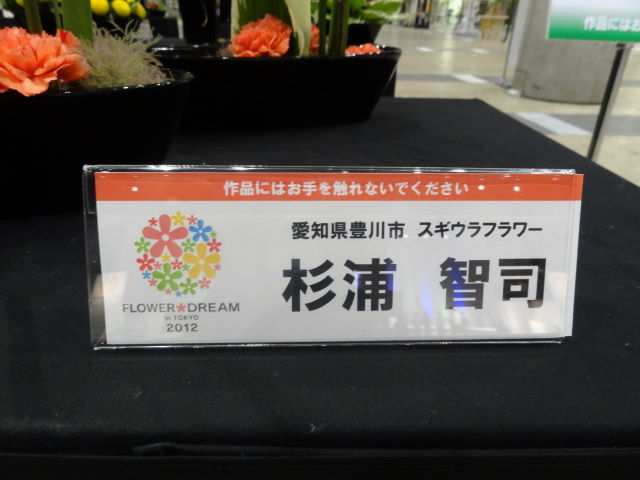 作品にはお
作品にはお手を触れないでください
愛知県豊川市 スギウラフラワー
杉浦 智司
FLOWER*DREAM
in TOKYO
2012